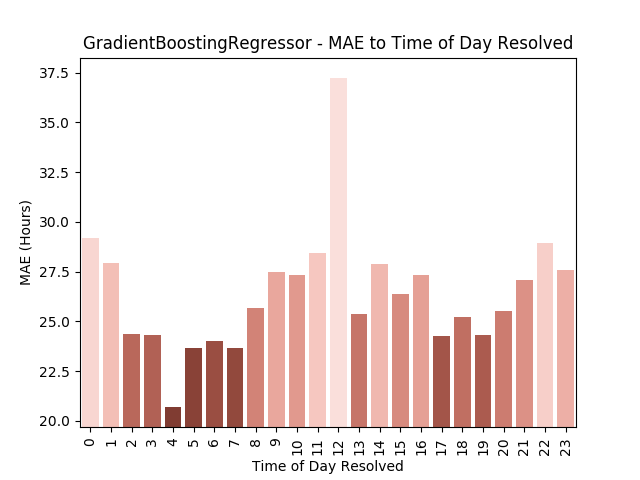 GradientBoostingRegressor - MAE to Time of Day Resolved
MAE (Hours)
37.5
35.0
32.5
30.0
27.5
25.0
22.5
20.0
0 1 2 3 4 5 6 7 8 9 10 11 12 13 14 15 16 17 18 19 20 21 22 23
Time of Day Resolved